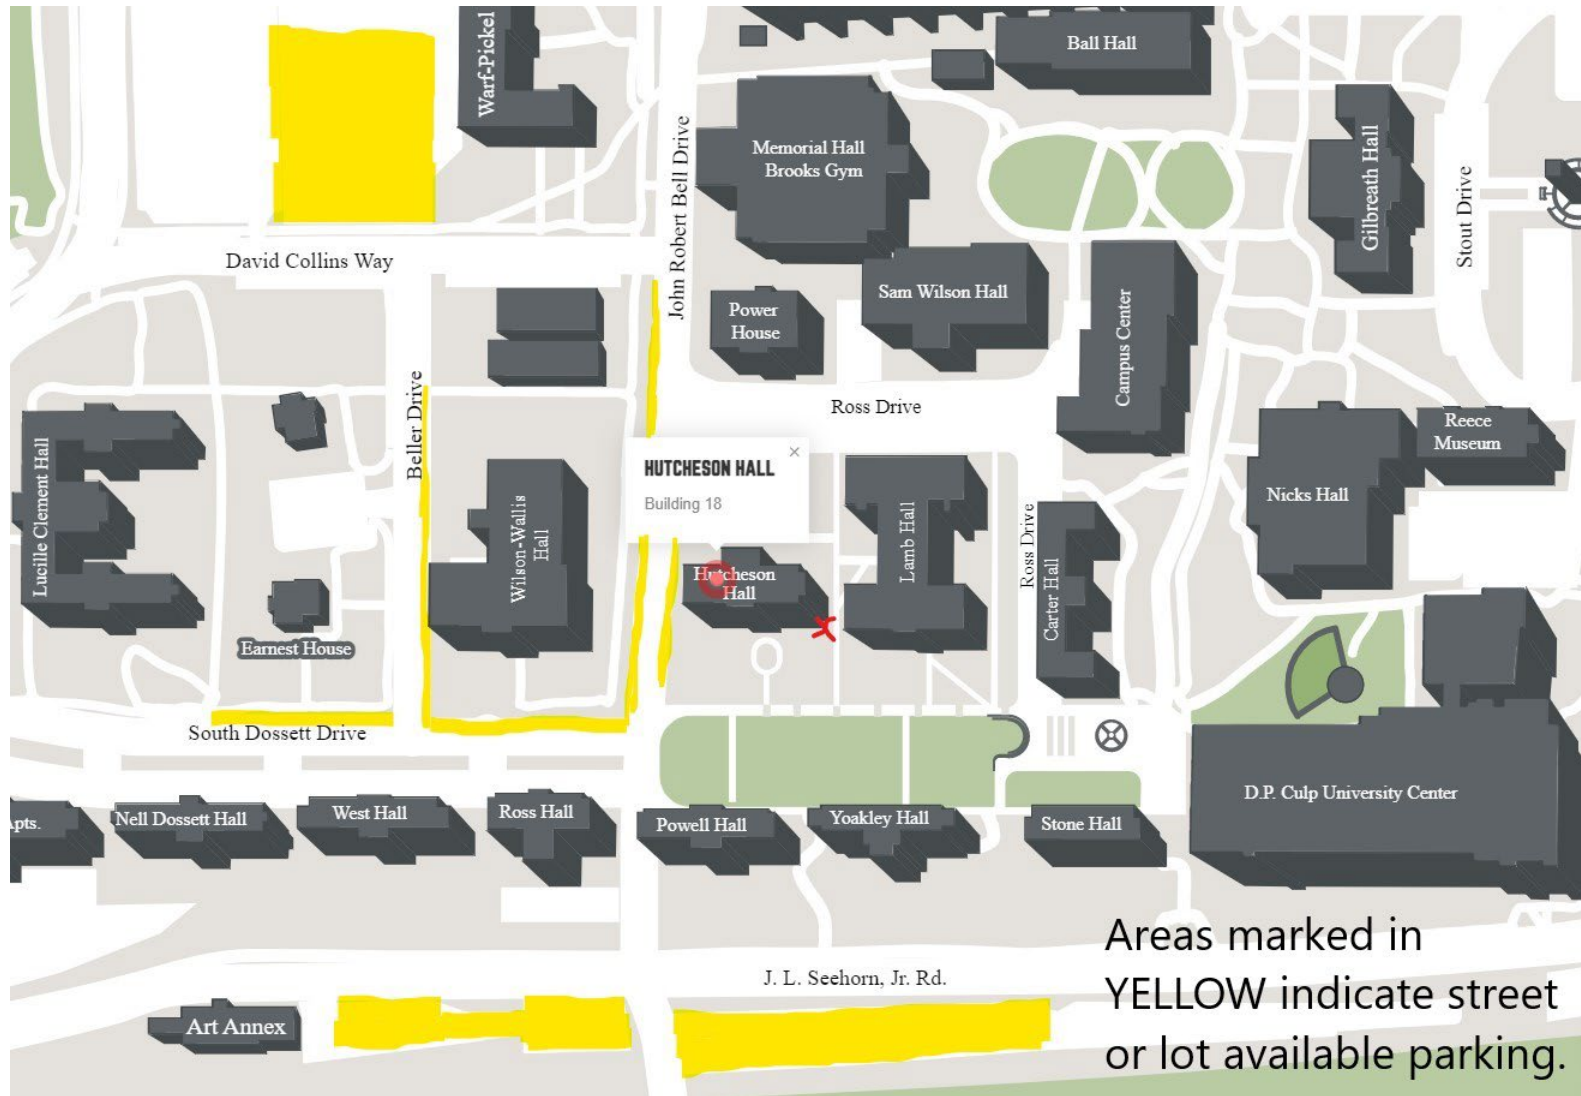 Warf-Pickel
Ball Hall
John Robert Bell Drive
Memorial Hall
Brooks Gym
Gilbreath Hall
Stout Drive
David Collins Way
Power
House
Sam Wilson Hall
Campus Center
Beller Drive
Ross Drive
Reece
Museum
Lucille Clement Hall
HUTCHESON HALL
×
Building 18
Wilson-Wallis
Hall
Hutcheson
Hall
Lamb Hall
Ross Drive
Carter Hall
Nicks Hall
Earnest House
South Dossett Drive
Apts.
Nell Dossett Hall
West Hall
Ross Hall
Powell Hall
Yoakley Hall
Stone Hall
D.P. Culp University Center
J. L. Seehorn, Jr. Rd.
Art Annex
Areas marked in
YELLOW indicate street
or lot available parking.